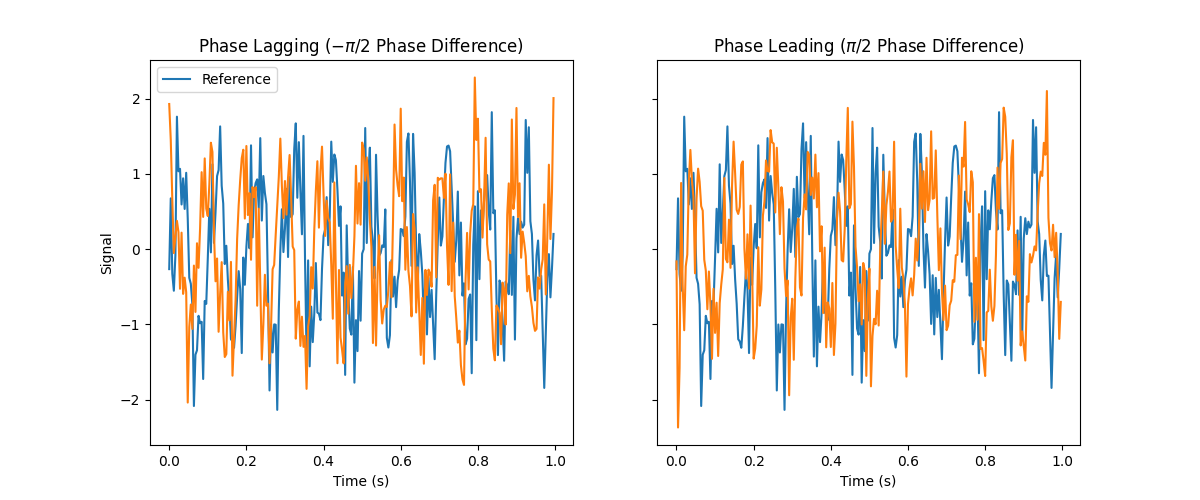 Phase Lagging (−π/2 Phase Difference)
Phase Leading (π/2 Phase Difference)
Reference
Signal
2
1
0
−1
−2
0.0 0.2 0.4 0.6 0.8 1.0
0.0 0.2 0.4 0.6 0.8 1.0
Time (s)
Time (s)